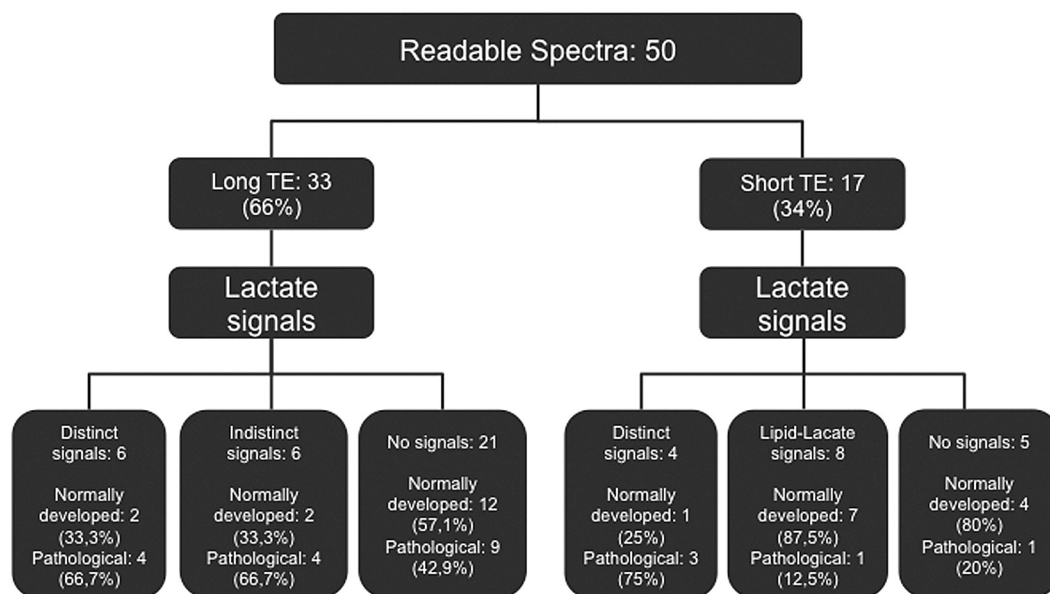 Readable Spectra: 50
Long TE: 33
(66%)
Short TE: 17
(34%)
Lactate
signals
Lactate
signals
Distinct
signals: 6
Normally
developed: 2
(33,3%)
Pathological: 4
(66,7%)
Indistinct
signals: 6
Normally
developed: 2
(33,3%)
Pathological: 4
(66,7%)
No signals: 21
Normally
developed: 12
(57,1%)
Pathological: 9
(42,9%)
Distinct
signals: 4
Normally
developed: 1
(25%)
Pathological: 3
(75%)
Lipid-Lacate
signals: 8
Normally
developed: 7
(87,5%)
Pathological: 1
(12,5%)
No signals: 5
Normally
developed: 4
(80%)
Pathological: 1
(20%)